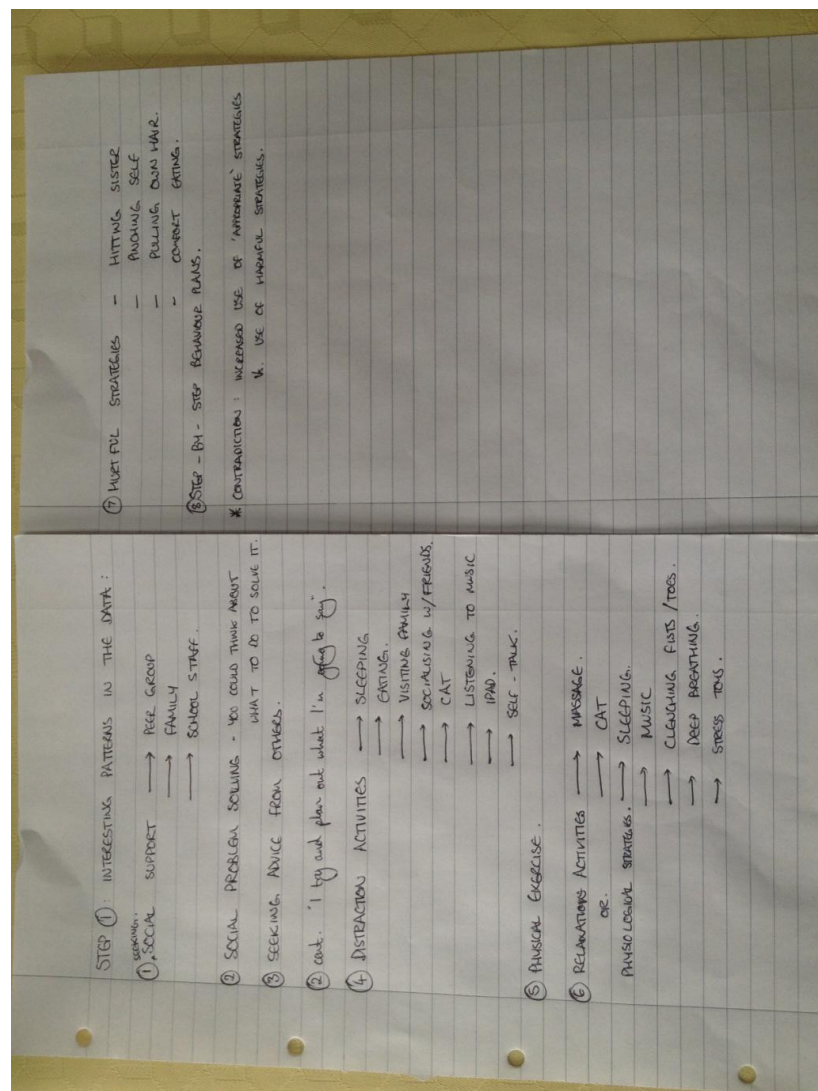 STEP ① : INTERESTING PATTERNS IN THE DATA :
SEEKING.
①. SOCIAL SUPPORT → PEER GROUP
→ FAMILY
→ SCHOOL STAFF.
② SOCIAL PROBLEM SOLVING - YOU COULD THINK ABOUT
WHAT TO DO TO SOLVE IT.
③ SEEKING ADVICE FROM OTHERS.
② cont. "I try and plan out what I'm going to say".
④ DISTRACTION ACTIVITIES → SLEEPING
→ EATING.
→ VISITING FAMILY
→ SOCIALISING W/FRIENDS.
→ CAT
→ LISTENING TO MUSIC
→ IPAD.
→ SELF - TALK.
⑤ PHYSICAL EXERCISE.
⑥ RELAXATIONS ACTIVITIES → MASSAGE.
OR. → CAT
PHYSIOLOGICAL STRATEGIES. → SLEEPING.
→ MUSIC
→ CLENCHING FISTS / TOES.
→ DEEP BREATHING.
→ STRESS TOYS.
⑦ HURTFUL STRATEGIES - HITTING SISTER
- PINCHING SELF
- PULLING OWN HAIR.
- COMFORT EATING.
⑧ STEP - BY - STEP BEHAVIOUR PLANS.
* CONTRADICTION : INCREASED USE OF 'APPROPRIATE' STRATEGIES
USE OF HARMFUL STRATEGIES.